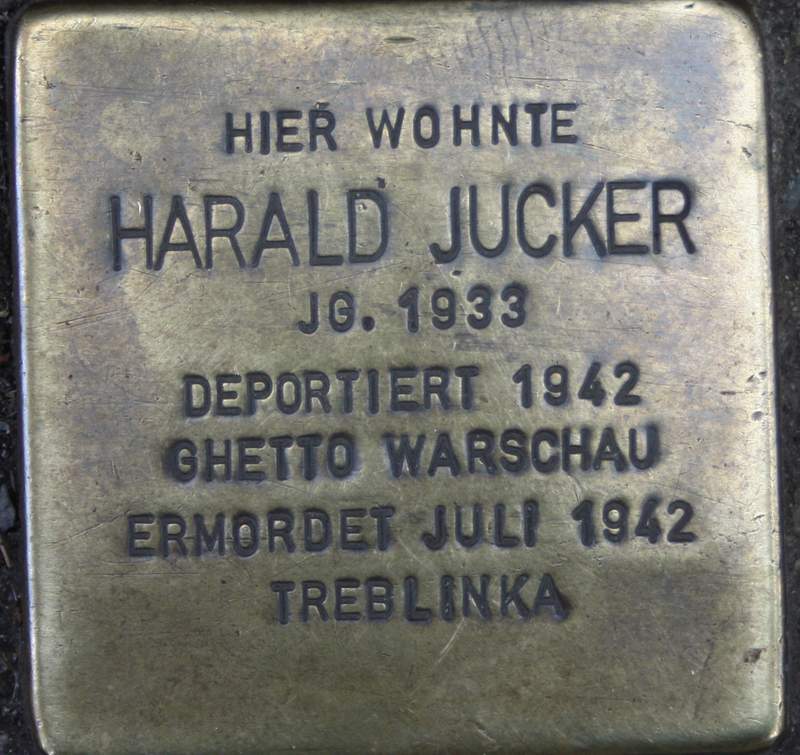 HIER WOHNTE
HARALD JUCKER
JG. 1933
DEPORTIERT 1942
GHETTO WARSCHAU
ERMORDET JULI 1942
TREBLINKA